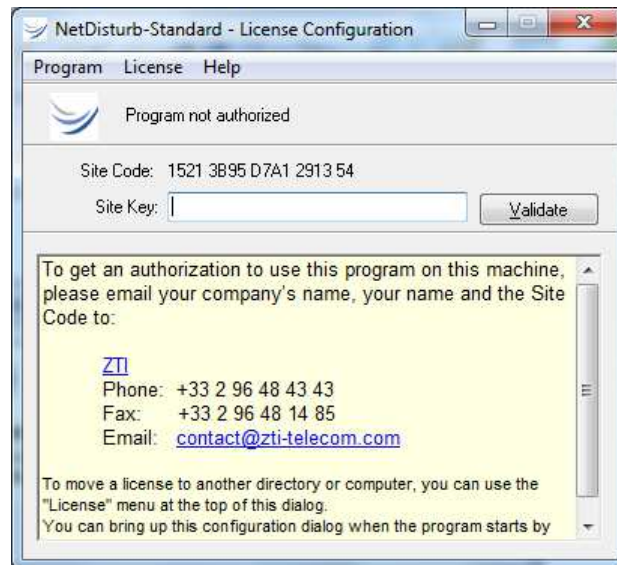 NetDisturb-Standard - License Configuration
Program License Help
Program not authorized
Site Code: 1521 3B95 D7A1 2913 54
Site Key:
Validate
To get an authorization to use this program on this machine,
please email your company's name, your name and the Site
Code to:
ZTI
Phone: +33 2 96 48 43 43
Fax: +33 2 96 48 14 85
Email: contact@zti-telecom.com
To move a license to another directory or computer, you can use the
"License" menu at the top of this dialog.
You can bring up this configuration dialog when the program starts by